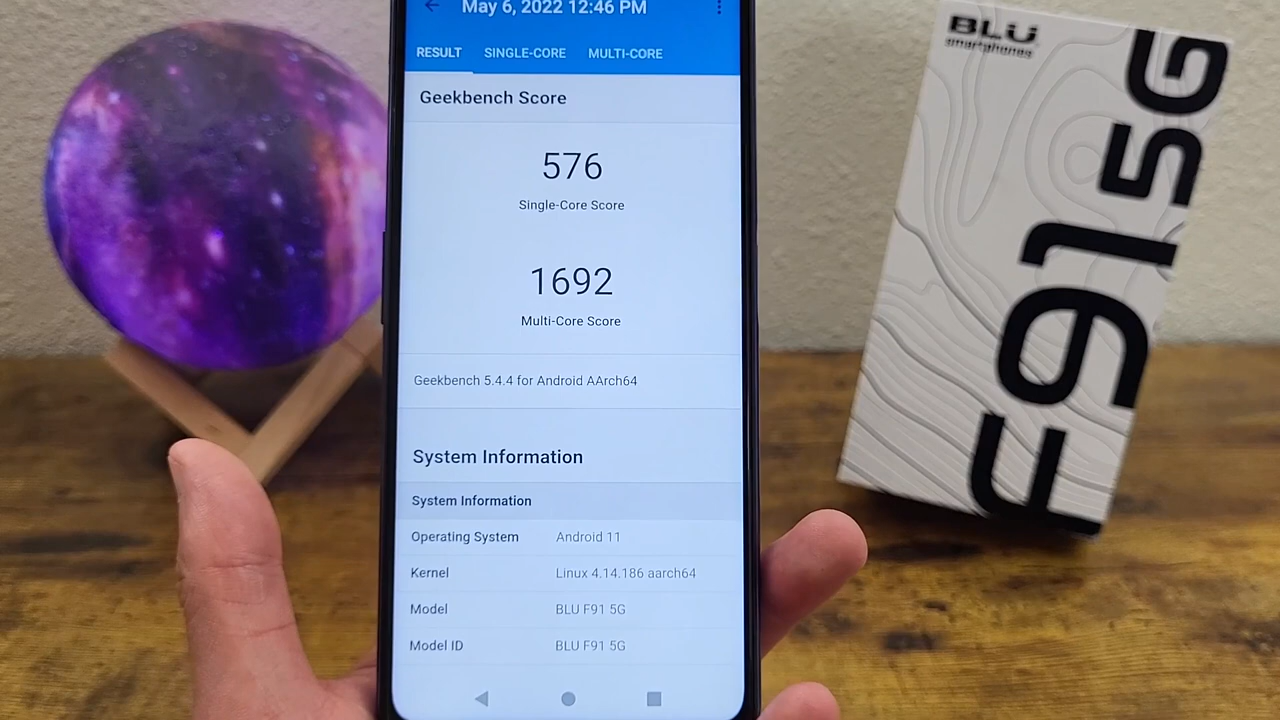 May 6, 2022 12:46 PM
RESULT SINGLE-CORE MULTI-CORE
Geekbench Score
576
Single-Core Score
1692
Multi-Core Score
Geekbench 5.4.4 for Android AArch64
System Information
System Information
Operating System Android 11
Kernel Linux 4.14.186 aarch64
Model BLU F91 5G
Model ID BLU F91 5G
BLU
smartphones
F915G